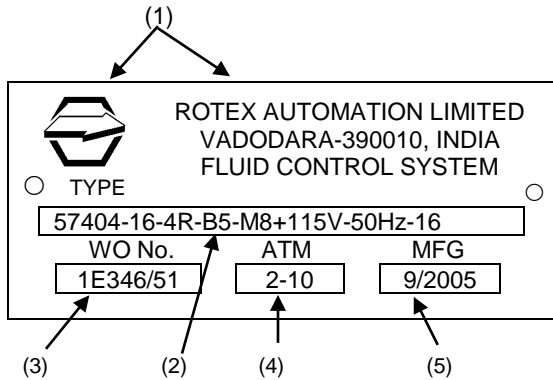 (1)
ROTEX AUTOMATION LIMITED
VADODARA-390010, INDIA
FLUID CONTROL SYSTEM
TYPE
57404-16-4R-B5-M8+115V-50Hz-16
WO No. ATM MFG
1E346/51 2-10 9/2005
(3) (2) (4) (5)